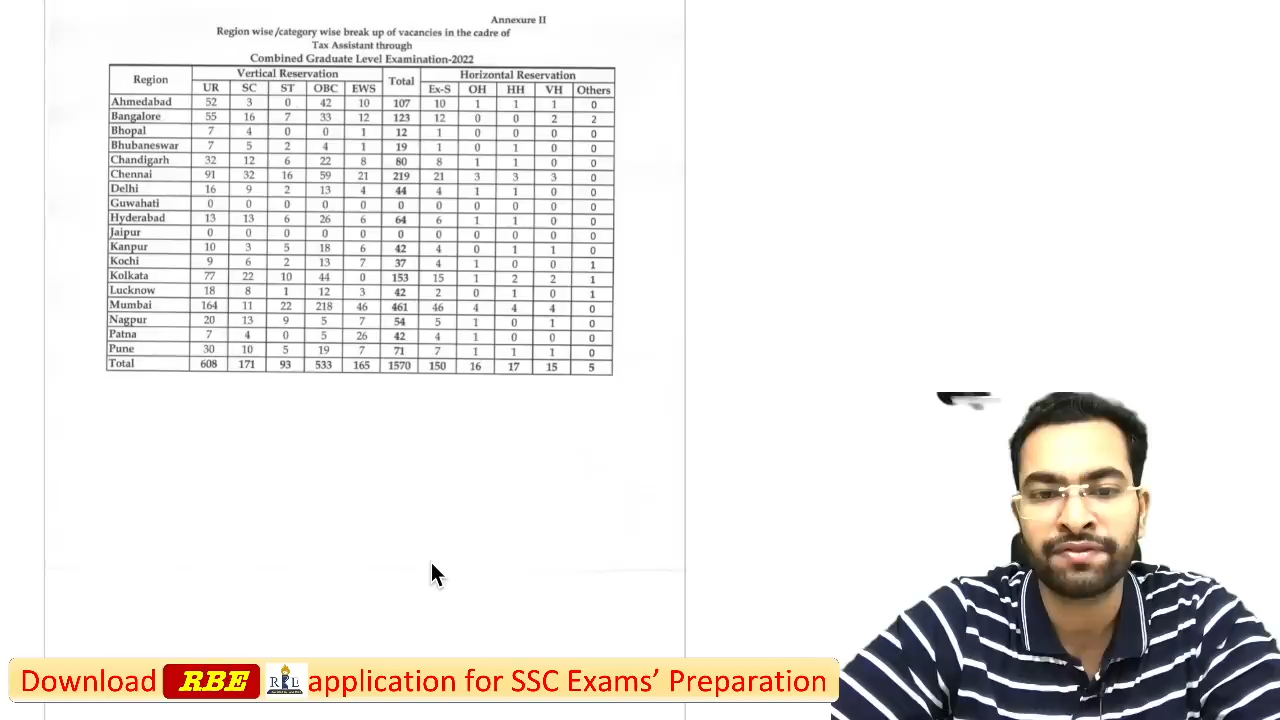 Annexure II
Region wise/category wise break up of vacancies in the cadre of
Tax Assistant through
Combined Graduate Level Examination-2022
Region Vertical Reservation Total Horizontal Reservation
UR SC ST OBC EWS Ex-S OH HH VH Others
Ahmedabad 52 3 0 42 10 107 10 1 1 1 0
Bangalore 55 16 7 33 12 123 12 0 0 2 2
Bhopal 7 4 0 0 1 12 1 0 0 0 0
Bhubaneswar 7 5 2 4 1 19 1 0 1 0 0
Chandigarh 32 12 6 22 8 80 8 1 1 0 0
Chennai 91 32 16 59 21 219 21 3 3 3 0
Delhi 16 9 2 13 4 44 4 1 1 0 0
Guwahati 0 0 0 0 0 0 0 0 0 0 0
Hyderabad 13 13 6 26 6 64 6 1 1 0 0
Jaipur 0 0 0 0 0 0 0 0 0 0 0
Kanpur 10 3 5 18 6 42 4 0 1 1 0
Kochi 9 6 2 13 7 37 4 1 0 0 1
Kolkata 77 22 10 44 0 153 15 1 2 2 1
Lucknow 18 8 1 12 3 42 2 0 1 0 1
Mumbai 164 11 22 218 46 461 46 4 4 4 0
Nagpur 20 13 9 5 7 54 5 1 0 1 0
Patna 7 4 0 5 26 42 4 1 0 0 0
Pune 30 10 5 19 7 71 7 1 1 1 0
Total 608 171 93 533 165 1570 150 16 17 15 5
Download RBE application for SSC Exams' Preparation